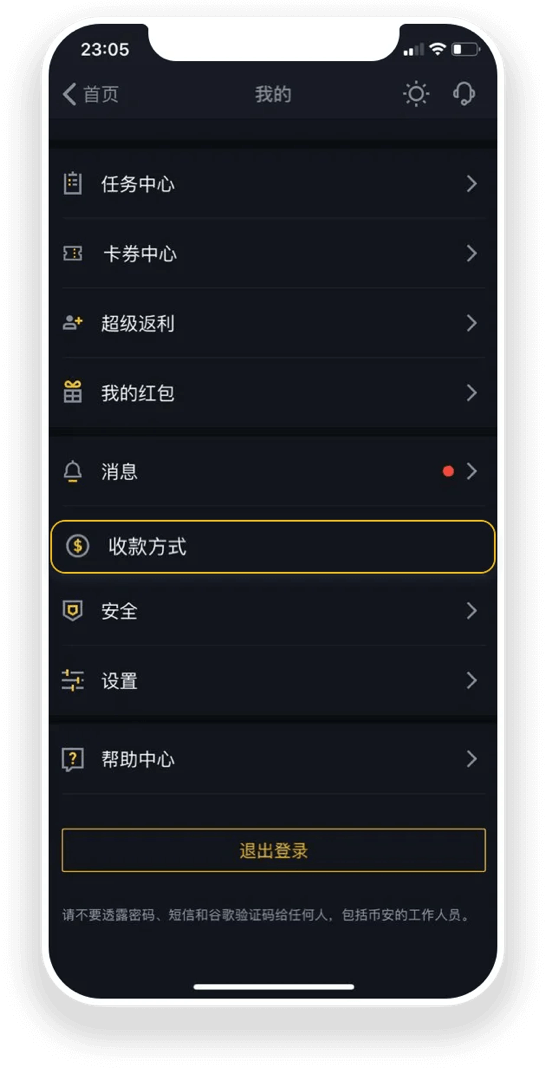 23:05
首页
我的
任务中心
卡券中心
超级返利
我的红包
消息
收款方式
安全
设置
帮助中心
退出登录
请不要透露密码、短信和谷歌验证码给任何人，包括币安的工作人员。